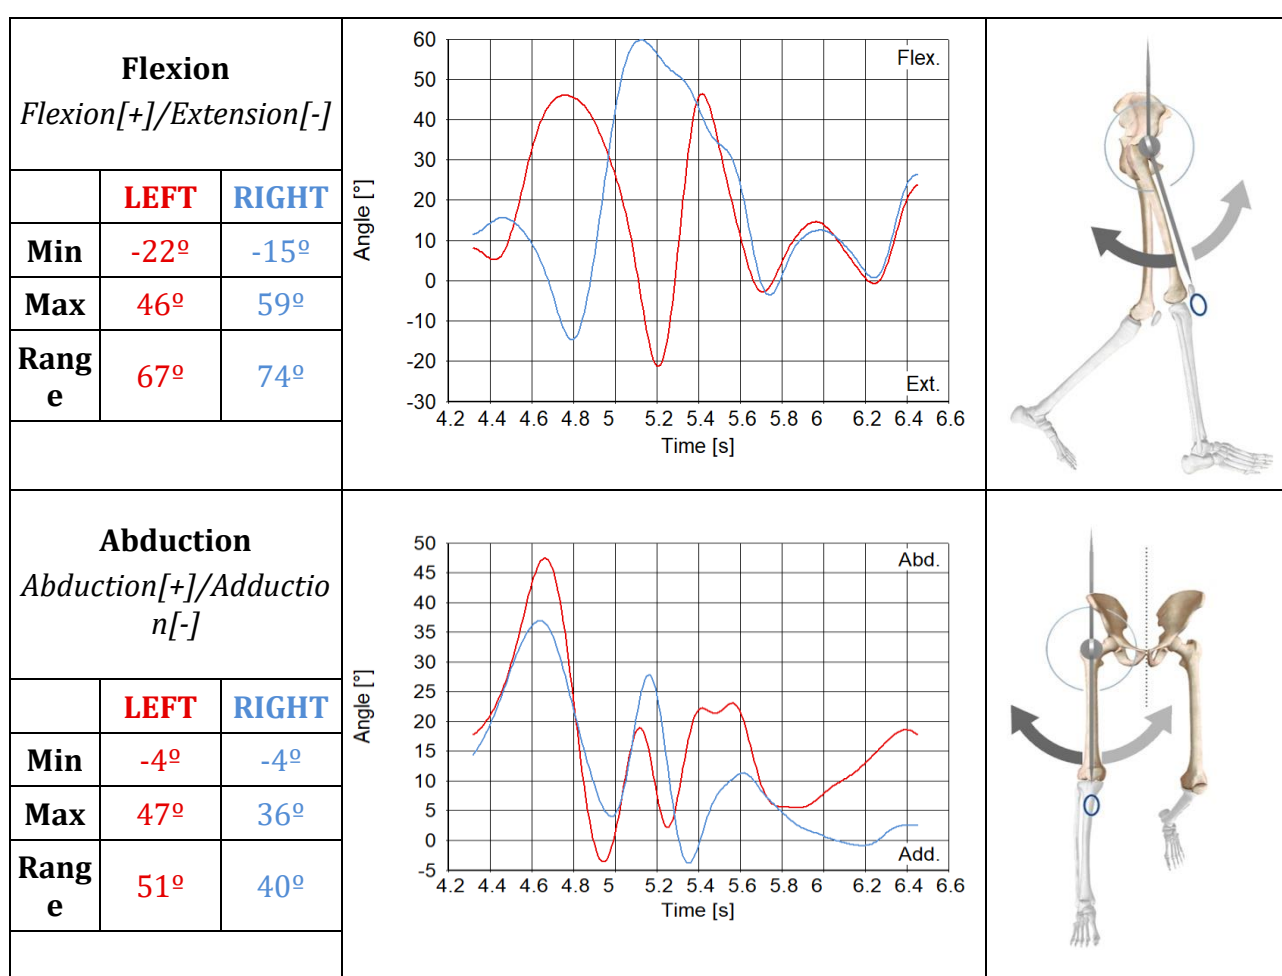 Flexion
Flexion[+]/Extension[-]
LEFT RIGHT
Min -22º -15º
Max 46º 59º
Rang
e
67º 74º
Angle [°]
60
50
40
30
20
10
0
-10
-20
-30
Flex.
Ext.
4.2 4.4 4.6 4.8 5 5.2 5.4 5.6 5.8 6 6.2 6.4 6.6
Time [s]
Abduction
Abduction[+]/Adductio
n[-]
LEFT RIGHT
Min -4º -4º
Max 47º 36º
Rang
e
51º 40º
Angle [°]
50
45
40
35
30
25
20
15
10
5
0
-5
Abd.
Add.
4.2 4.4 4.6 4.8 5 5.2 5.4 5.6 5.8 6 6.2 6.4 6.6
Time [s]